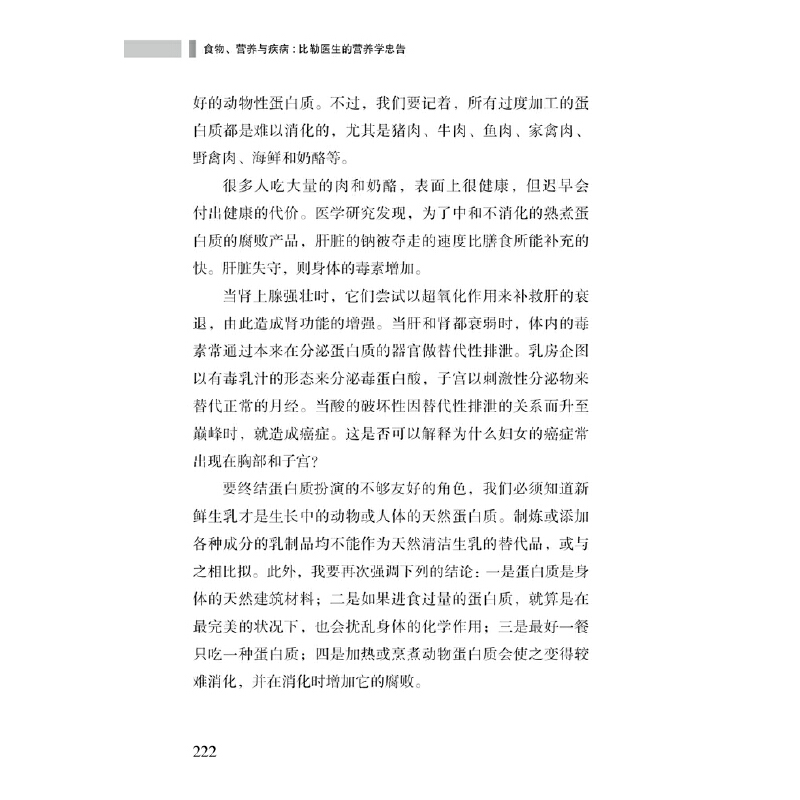 食物、营养与疾病：比勒医生的营养学忠告
好的动物性蛋白质。不过，我们要记着，所有过度加工的蛋
白质都是难以消化的，尤其是猪肉、牛肉、鱼肉、家禽肉、
野禽肉、海鲜和奶酪等。
很多人吃大量的肉和奶酪，表面上很健康，但迟早会
付出健康的代价。医学研究发现，为了中和不消化的熟煮蛋
白质的腐败产品，肝脏的钠被夺走的速度比膳食所能补充的
快。肝脏失守，则身体的毒素增加。
当肾上腺强壮时，它们尝试以超氧化作用来补救肝的衰
退，由此造成肾功能的增强。当肝和肾都衰弱时，体内的毒
素常通过本来在分泌蛋白质的器官做替代性排泄。乳房企图
以有毒乳汁的形态来分泌毒蛋白酸，子宫以刺激性分泌物来
替代正常的月经。当酸的破坏性因替代性排泄的关系而升至
巅峰时，就造成癌症。这是否可以解释为什么妇女的癌症常
出现在胸部和子宫？
要终结蛋白质扮演的不够友好的角色，我们必须知道新
鲜生乳才是生长中的动物或人体的天然蛋白质。制炼或添加
各种成分的乳制品均不能作为天然清洁生乳的替代品，或与
之相比拟。此外，我要再次强调下列的结论：一是蛋白质是身
体的天然建筑材料；二是如果进食过量的蛋白质，就算是在
最完美的状况下，也会扰乱身体的化学作用；三是最好一餐
只吃一种蛋白质；四是加热或烹煮动物蛋白质会使之变得较
难消化，并在消化时增加它的腐败。
222